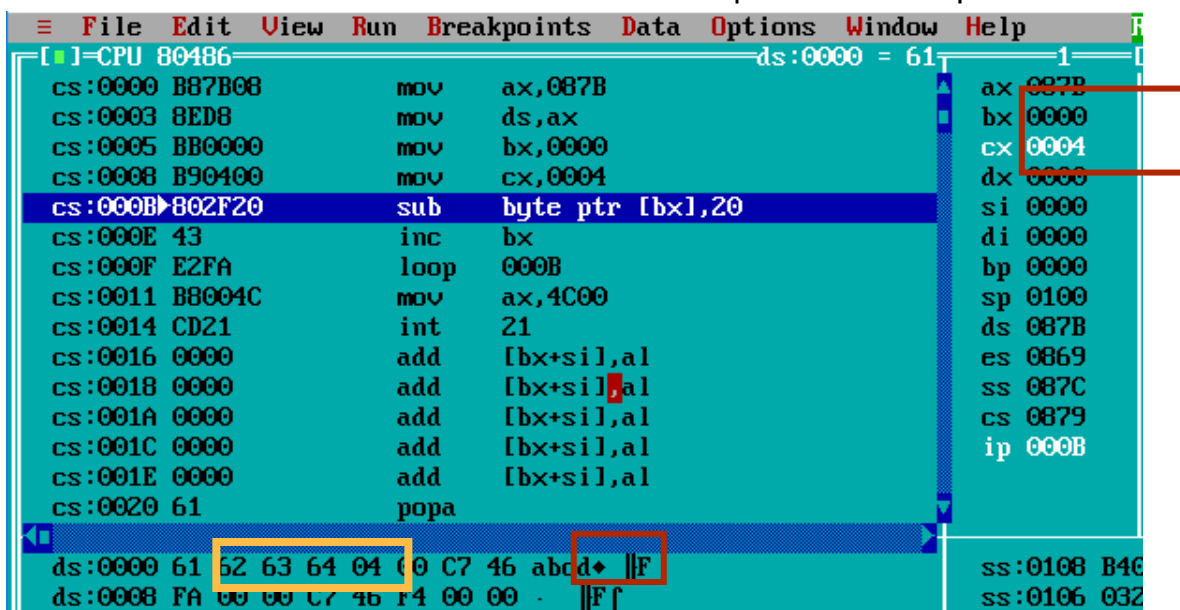 ≡ File Edit View Run Breakpoints Data Options Window Help
[■]=CPU 80486 ds:0000 = 61 1
cs:0000 B87B08 mov ax,087B ax 087B
cs:0003 8ED8 mov ds,ax bx 0000
cs:0005 BB0000 mov bx,0000 cx 0004
cs:0008 B90400 mov cx,0004 dx 0000
cs:000B►802F20 sub byte ptr [bx],20 si 0000
cs:000E 43 inc bx di 0000
cs:000F E2FA loop 000B bp 0000
cs:0011 B8004C mov ax,4C00 sp 0100
cs:0014 CD21 int 21 ds 087B
cs:0016 0000 add [bx+si],al es 0869
cs:0018 0000 add [bx+si],al ss 087C
cs:001A 0000 add [bx+si],al cs 0879
cs:001C 0000 add [bx+si],al ip 000B
cs:001E 0000 add [bx+si],al
cs:0020 61 popa
ds:0000 61 62 63 64 04 00 C7 46 abcd♦ ╟F ss:0108
ds:0008 FA 00 00 C7 46 F4 00 00 · ╟F⌠ ss:0106